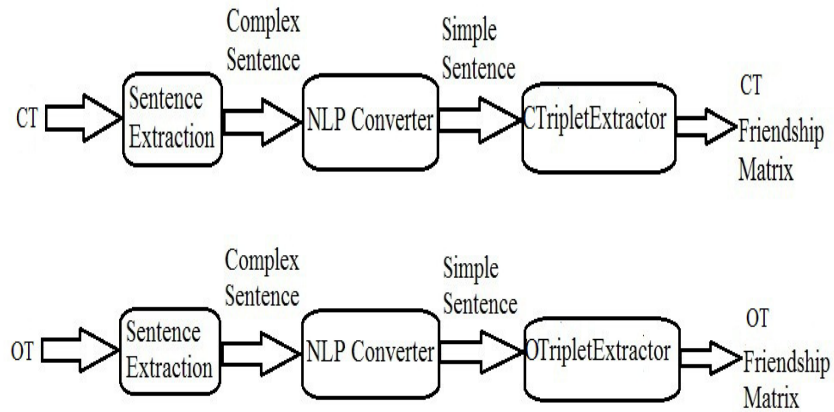 Complex
Sentence
Simple
Sentence
CT
Sentence
Extraction
NLP Converter
CTripletExtractor
CT
Friendship
Matrix
Complex
Sentence
Simple
Sentence
OT
Sentence
Extraction
NLP Converter
OTripletExtractor
OT
Friendship
Matrix